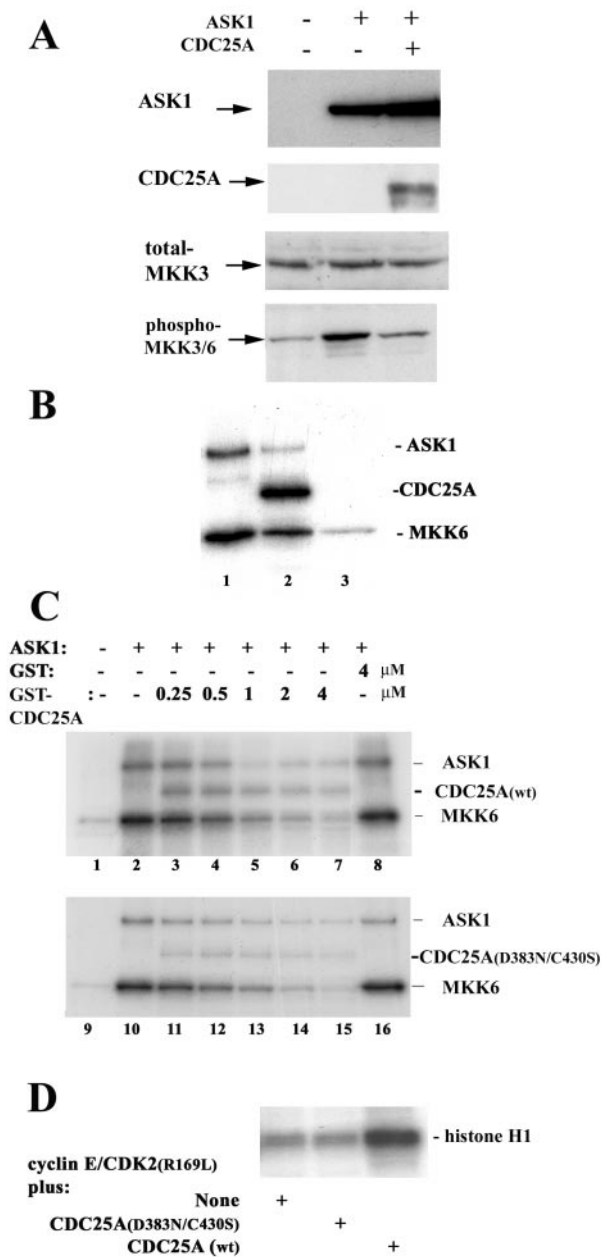 A
ASK1 - + +
CDC25A - - +
ASK1
CDC25A
total-
MKK3
phospho-
MKK3/6
B
- ASK1
-CDC25A
- MKK6
1 2 3
C
ASK1: - + + + + + + +
GST: - - - - - - - 4 μM
GST- : - - 0.25 0.5 1 2 4 - μM
CDC25A
ASK1
CDC25A(wt)
MKK6
1 2 3 4 5 6 7 8
ASK1
CDC25A(D383N/C430S)
MKK6
9 10 11 12 13 14 15 16
D
- histone H1
cyclin E/CDK2(R169L)
plus:
None +
CDC25A(D383N/C430S) +
CDC25A (wt) +